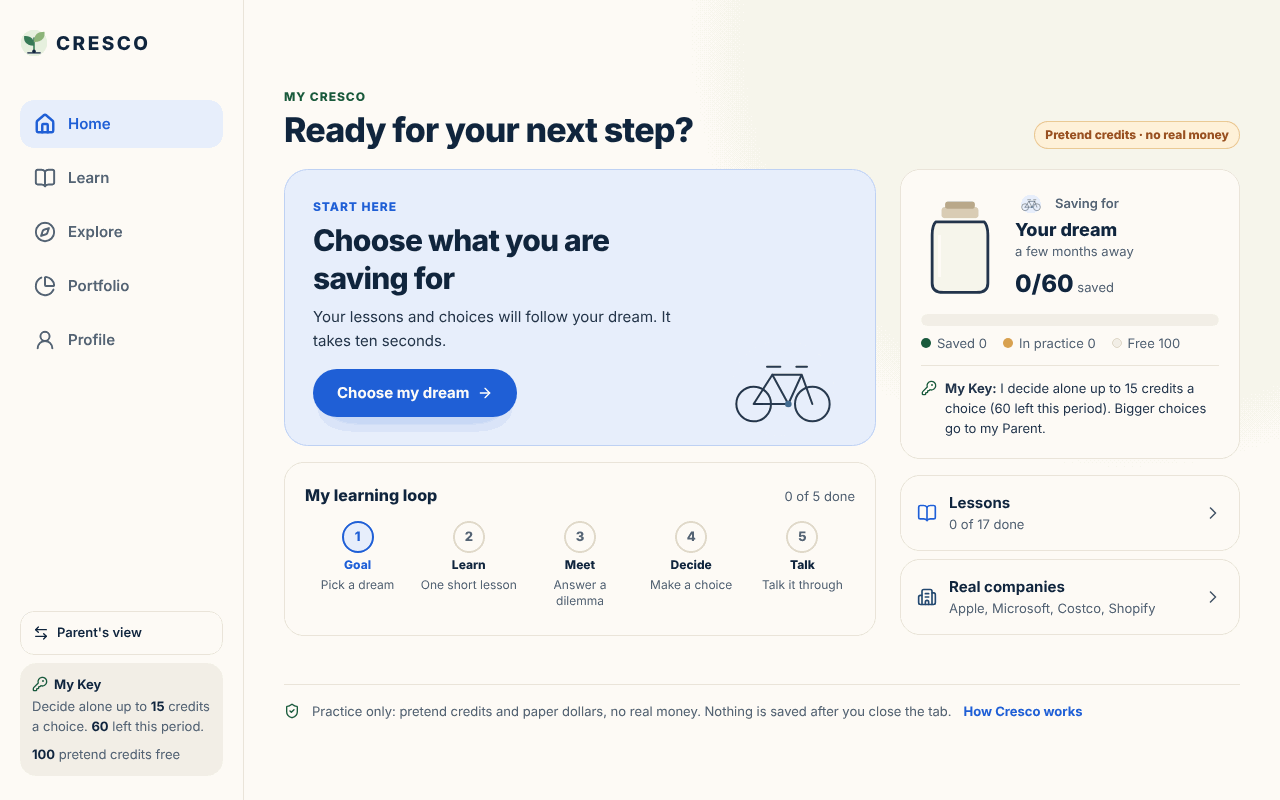 CRESCO
Home
Learn
Explore
Portfolio
Profile
Parent's view
My Key
Decide alone up to 15 credits
a choice. 60 left this period.
100 pretend credits free
MY CRESCO
Ready for your next step?
Pretend credits · no real money
START HERE
Choose what you are
saving for
Your lessons and choices will follow your dream. It
takes ten seconds.
Choose my dream
My learning loop
0 of 5 done
1
Goal
Pick a dream
2
Learn
One short lesson
3
Meet
Answer a
dilemma
4
Decide
Make a choice
5
Talk
Talk it through
Saving for
Your dream
a few months away
0/60 saved
Saved 0
In practice 0
Free 100
My Key: I decide alone up to 15 credits a
choice (60 left this period). Bigger choices
go to my Parent.
Lessons
0 of 17 done
Real companies
Apple, Microsoft, Costco, Shopify
Practice only: pretend credits and paper dollars, no real money. Nothing is saved after you close the tab. How Cresco works